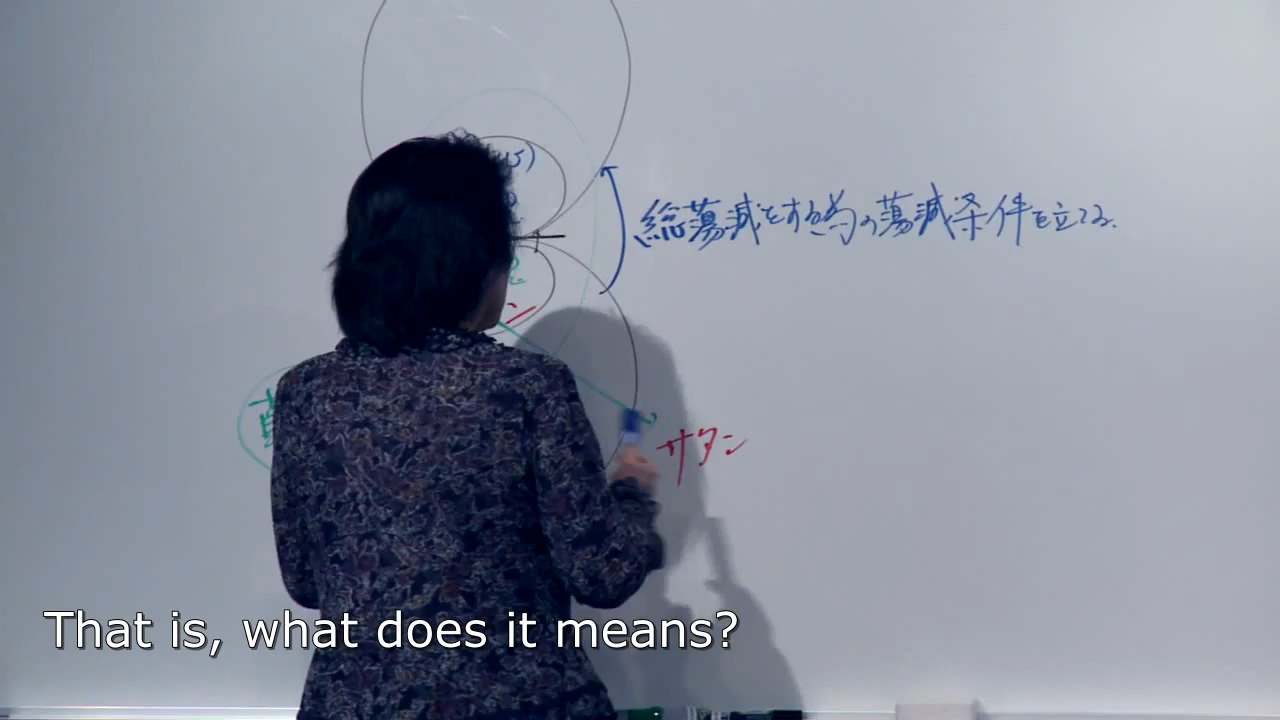 総蕩減をする為の蕩減条件を立てる.
サタン
That is, what does it means?